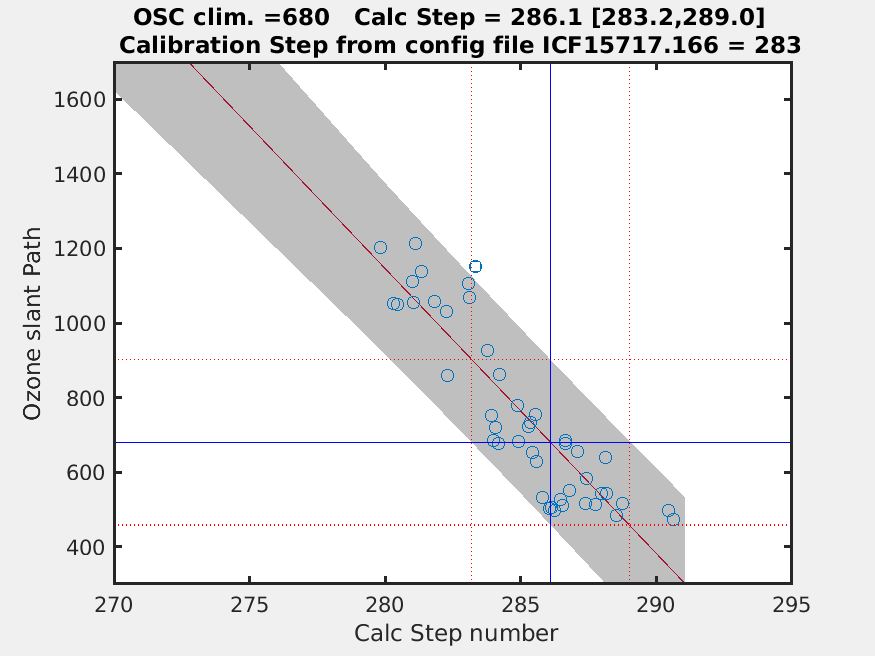 OSC clim. =680 Calc Step = 286.1 [283.2,289.0]
Calibration Step from config file ICF15717.166 = 283
1600
1400
1200
1000
800
600
400
Ozone slant Path
270 275 280 285 290 295
Calc Step number